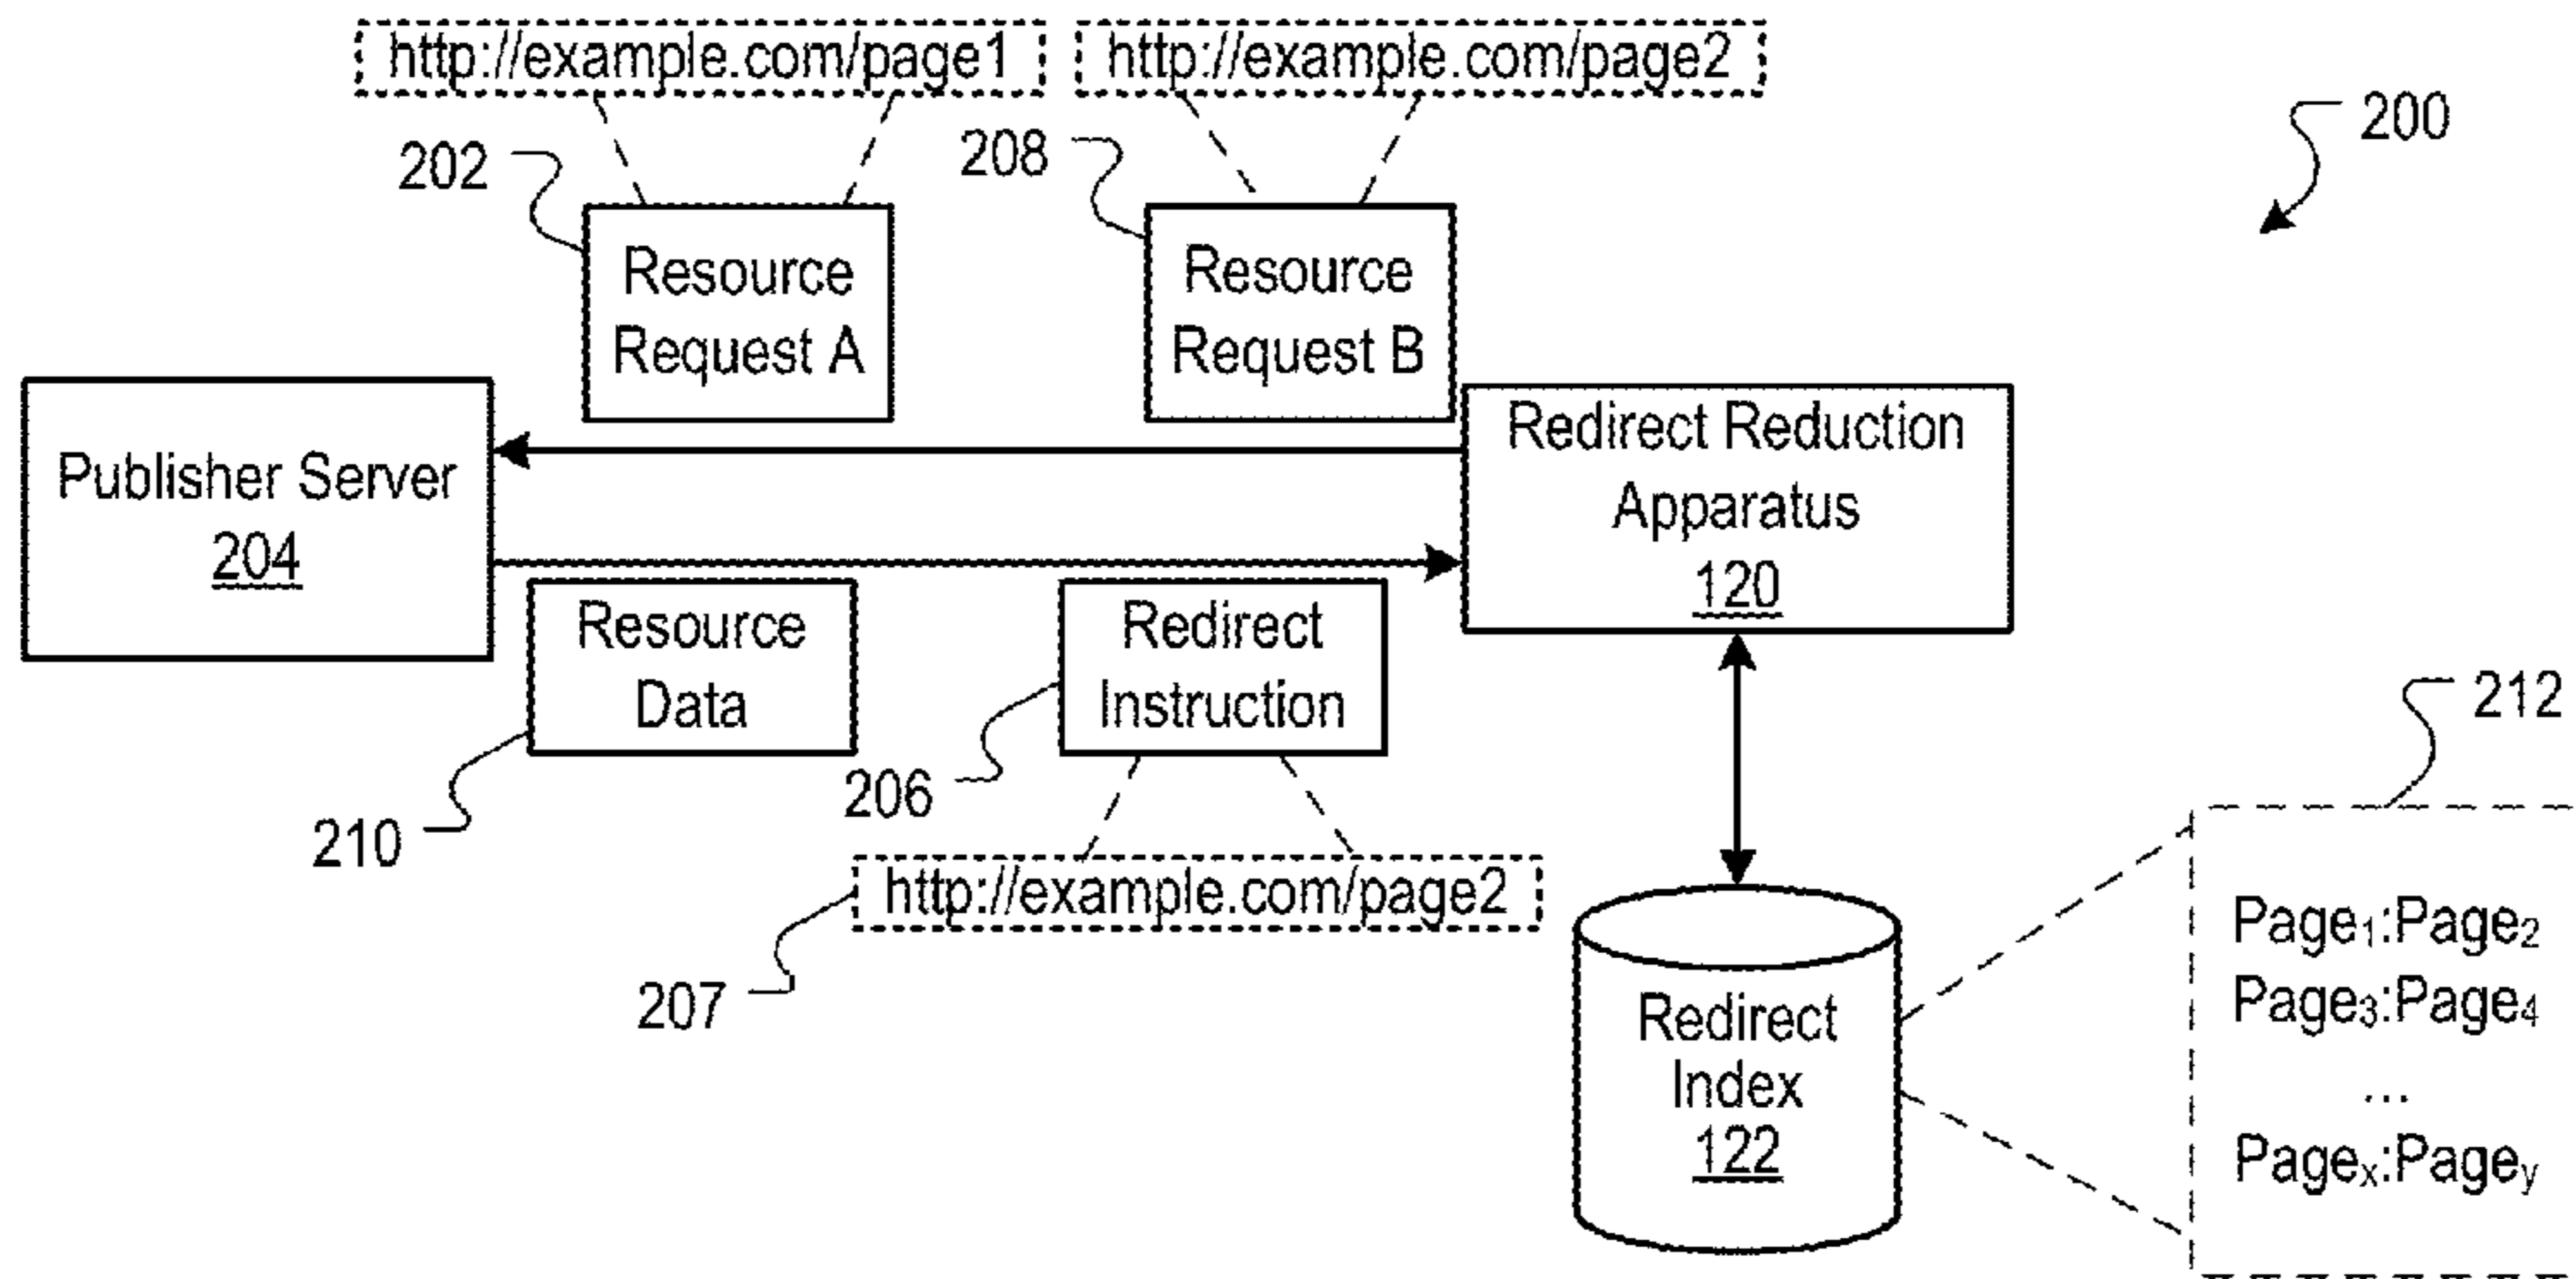 http://example.com/page1
http://example.com/page2
200
202
208
Resource
Request A
Resource
Request B
Publisher Server
204
Redirect Reduction
Apparatus
120
Resource
Data
Redirect
Instruction
210
206
212
http://example.com/page2
207
Redirect
Index
122
Page₁:Page₂
Page₃:Page₄
...
Pageₓ:Pageᵧ